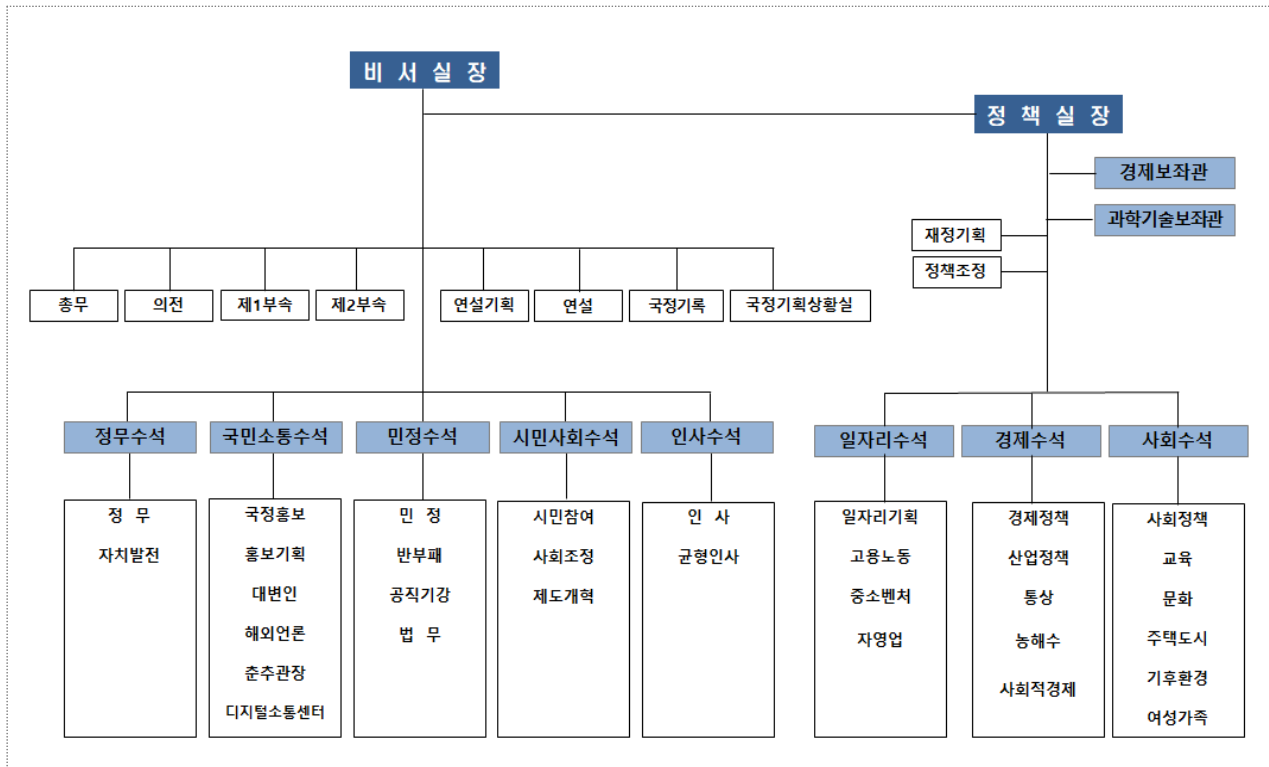 비 서 실 장
정 책 실 장
경제보좌관
과학기술보좌관
재정기획
정책조정
총무
의전
제1부속
제2부속
연설기획
연설
국정기록
국정기획상황실
정무수석
국민소통수석
민정수석
시민사회수석
인사수석
일자리수석
경제수석
사회수석
정 무
자치발전
국정홍보
홍보기획
대변인
해외언론
춘추관장
디지털소통센터
민 정
반부패
공직기강
법 무
시민참여
사회조정
제도개혁
인 사
균형인사
일자리기획
고용노동
중소벤처
자영업
경제정책
산업정책
통상
농해수
사회적경제
사회정책
교육
문화
주택도시
기후환경
여성가족